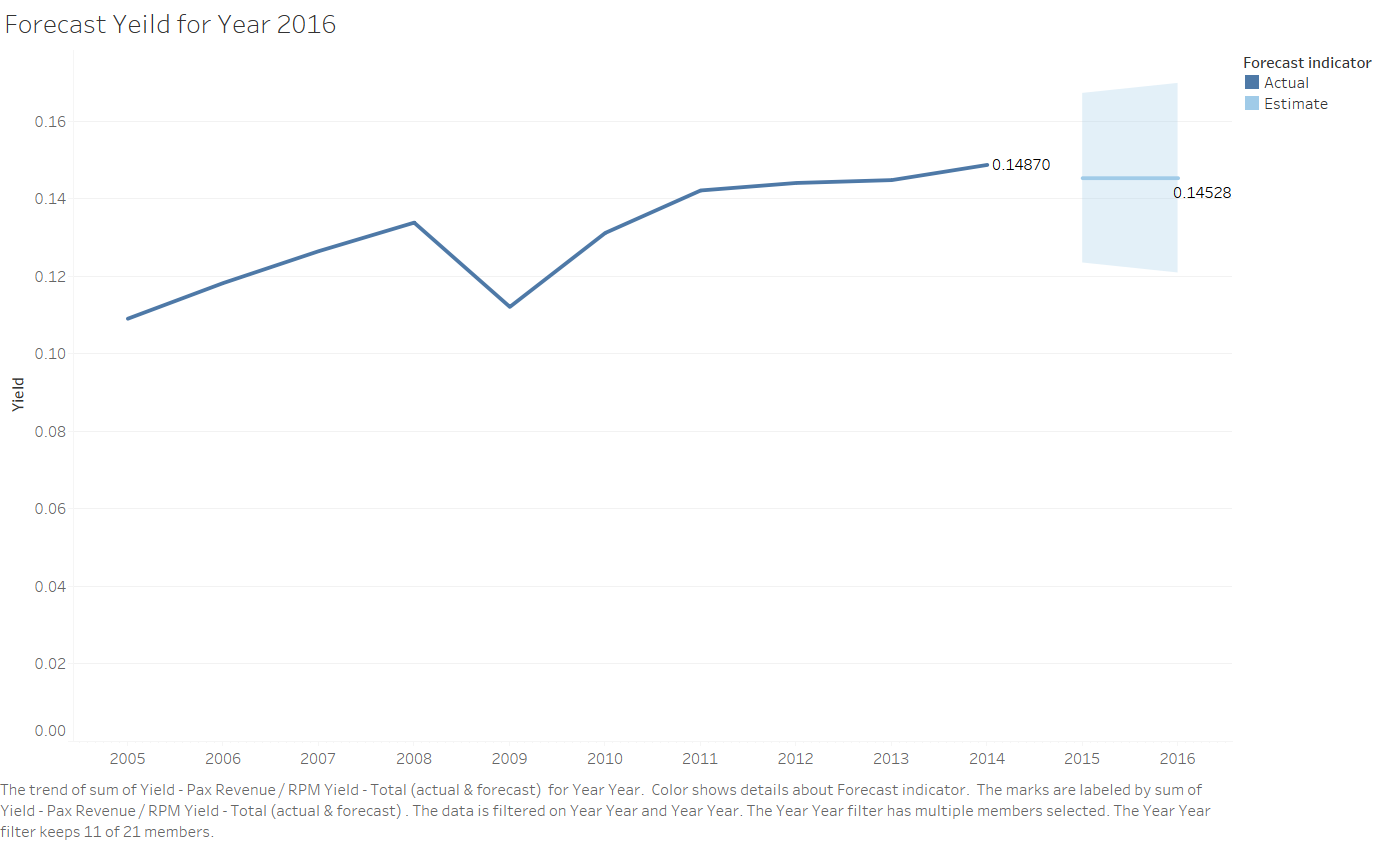 Forecast Yeild for Year 2016
Forecast indicator
Actual
Estimate
0.16
0.14
0.12
0.10
0.08
0.06
0.04
0.02
0.00
Yield
0.14870
0.14528
2005 2006 2007 2008 2009 2010 2011 2012 2013 2014 2015 2016
The trend of sum of Yield - Pax Revenue / RPM Yield - Total (actual & forecast)  for Year Year.  Color shows details about Forecast indicator.  The marks are labeled by sum of
Yield - Pax Revenue / RPM Yield - Total (actual & forecast) . The data is filtered on Year Year and Year Year. The Year Year filter has multiple members selected. The Year Year
filter keeps 11 of 21 members.